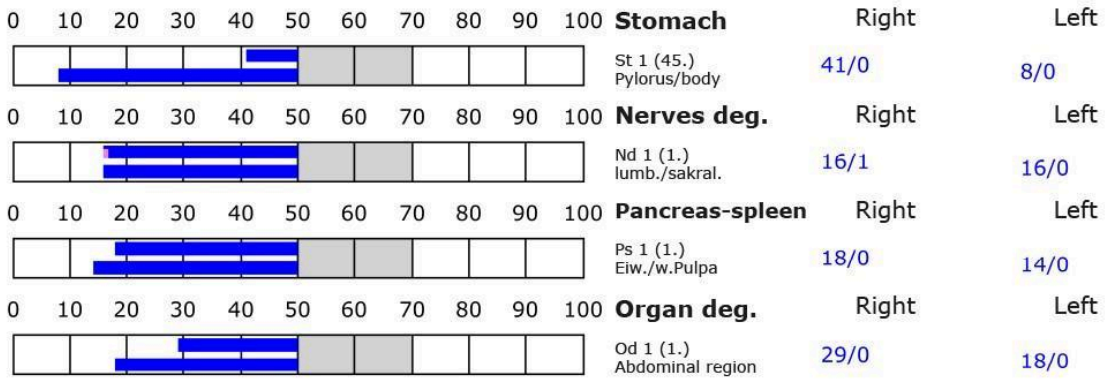 0 10 20 30 40 50 60 70 80 90 100 Stomach Right Left
St 1 (45.) 41/0 8/0
Pylorus/body
0 10 20 30 40 50 60 70 80 90 100 Nerves deg. Right Left
Nd 1 (1.) 16/1 16/0
lumb./sakral.
0 10 20 30 40 50 60 70 80 90 100 Pancreas-spleen Right Left
Ps 1 (1.) 18/0 14/0
Eiw./w.Pulpa
0 10 20 30 40 50 60 70 80 90 100 Organ deg. Right Left
Od 1 (1.) 29/0 18/0
Abdominal region